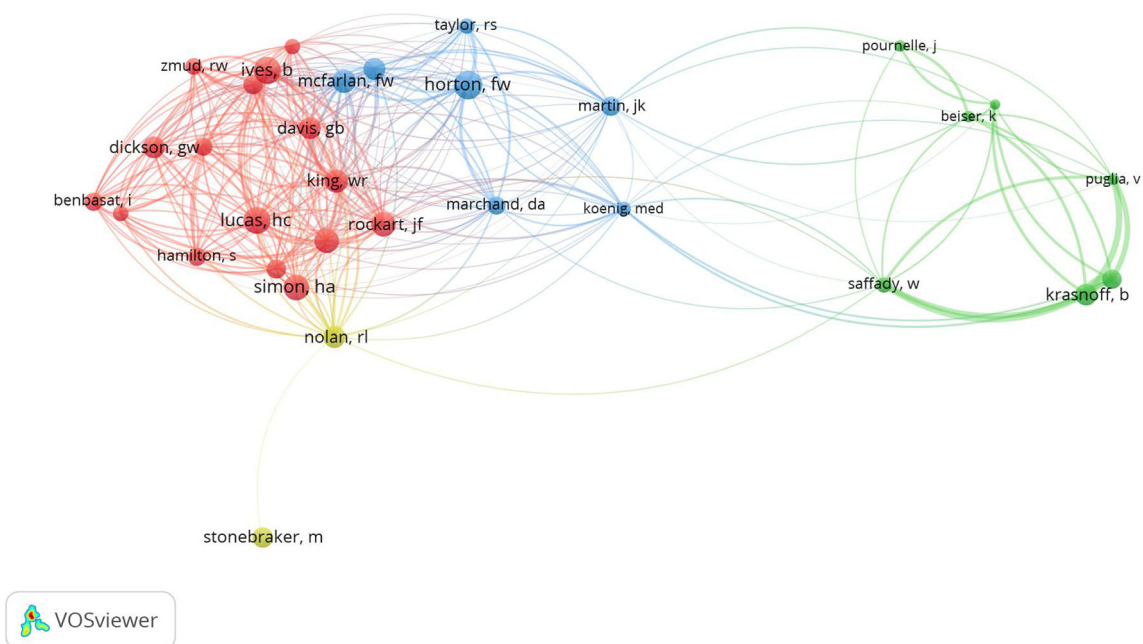 taylor, rs
pournelle, j
zmud, rw
ives, b
mcfarlan, fw
horton, fw
martin, jk
beiser, k
davis, gb
dickson, gw
king, wr
puglia, v
benbasat, i
marchand, da
koenig, med
lucas, hc
rockart, jf
hamilton, s
saffady, w
simon, ha
krasnoff, b
nolan, rl
stonebraker, m
VOSviewer